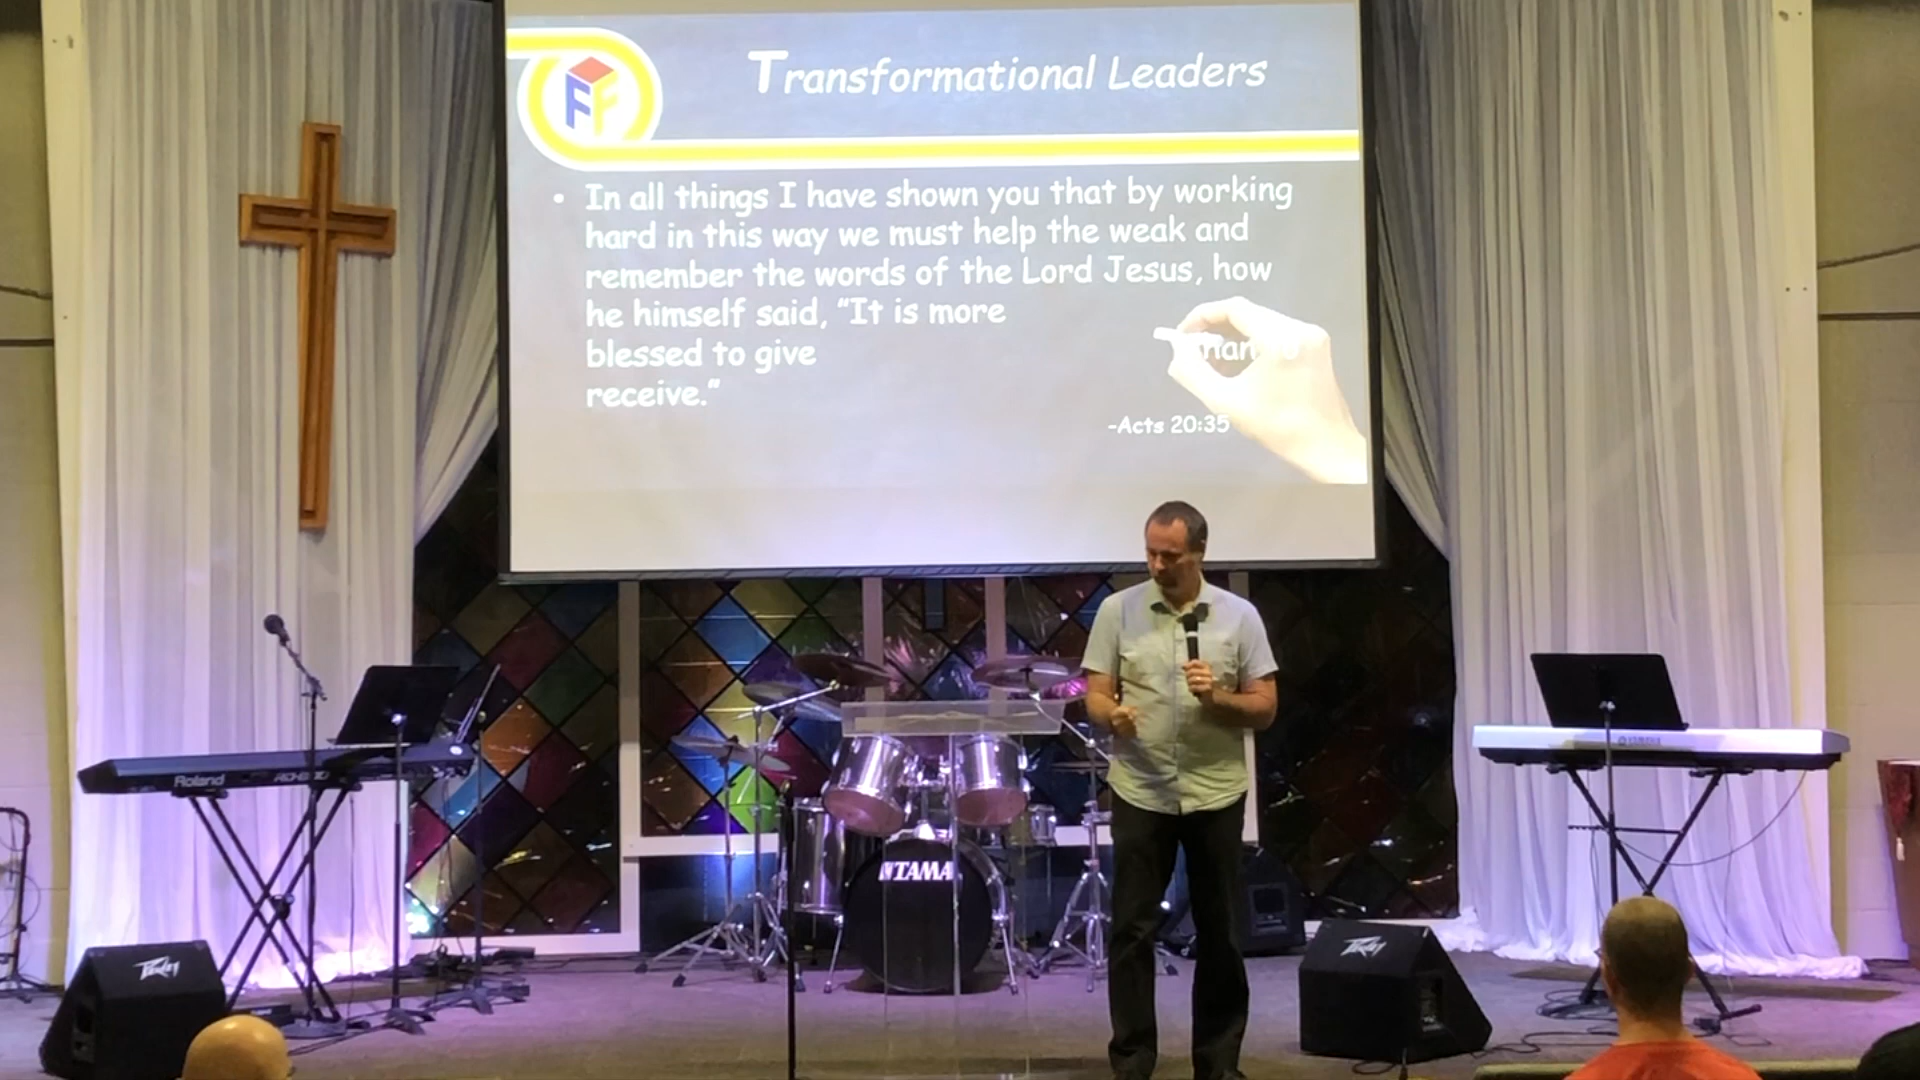 Transformational Leaders
FF
• In all things I have shown you that by working
hard in this way we must help the weak and
remember the words of the Lord Jesus, how
he himself said, “It is more
blessed to give
receive.”
-Acts 20:35
Roland
TAMA
YAMAHA
Peavey
Peavey